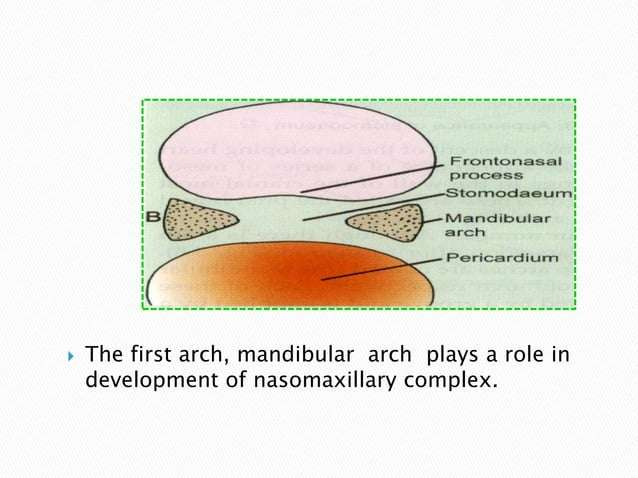 Frontonasal
process
Stomodaeum
B
Mandibular
arch
Pericardium
The first arch, mandibular arch plays a role in
development of nasomaxillary complex.